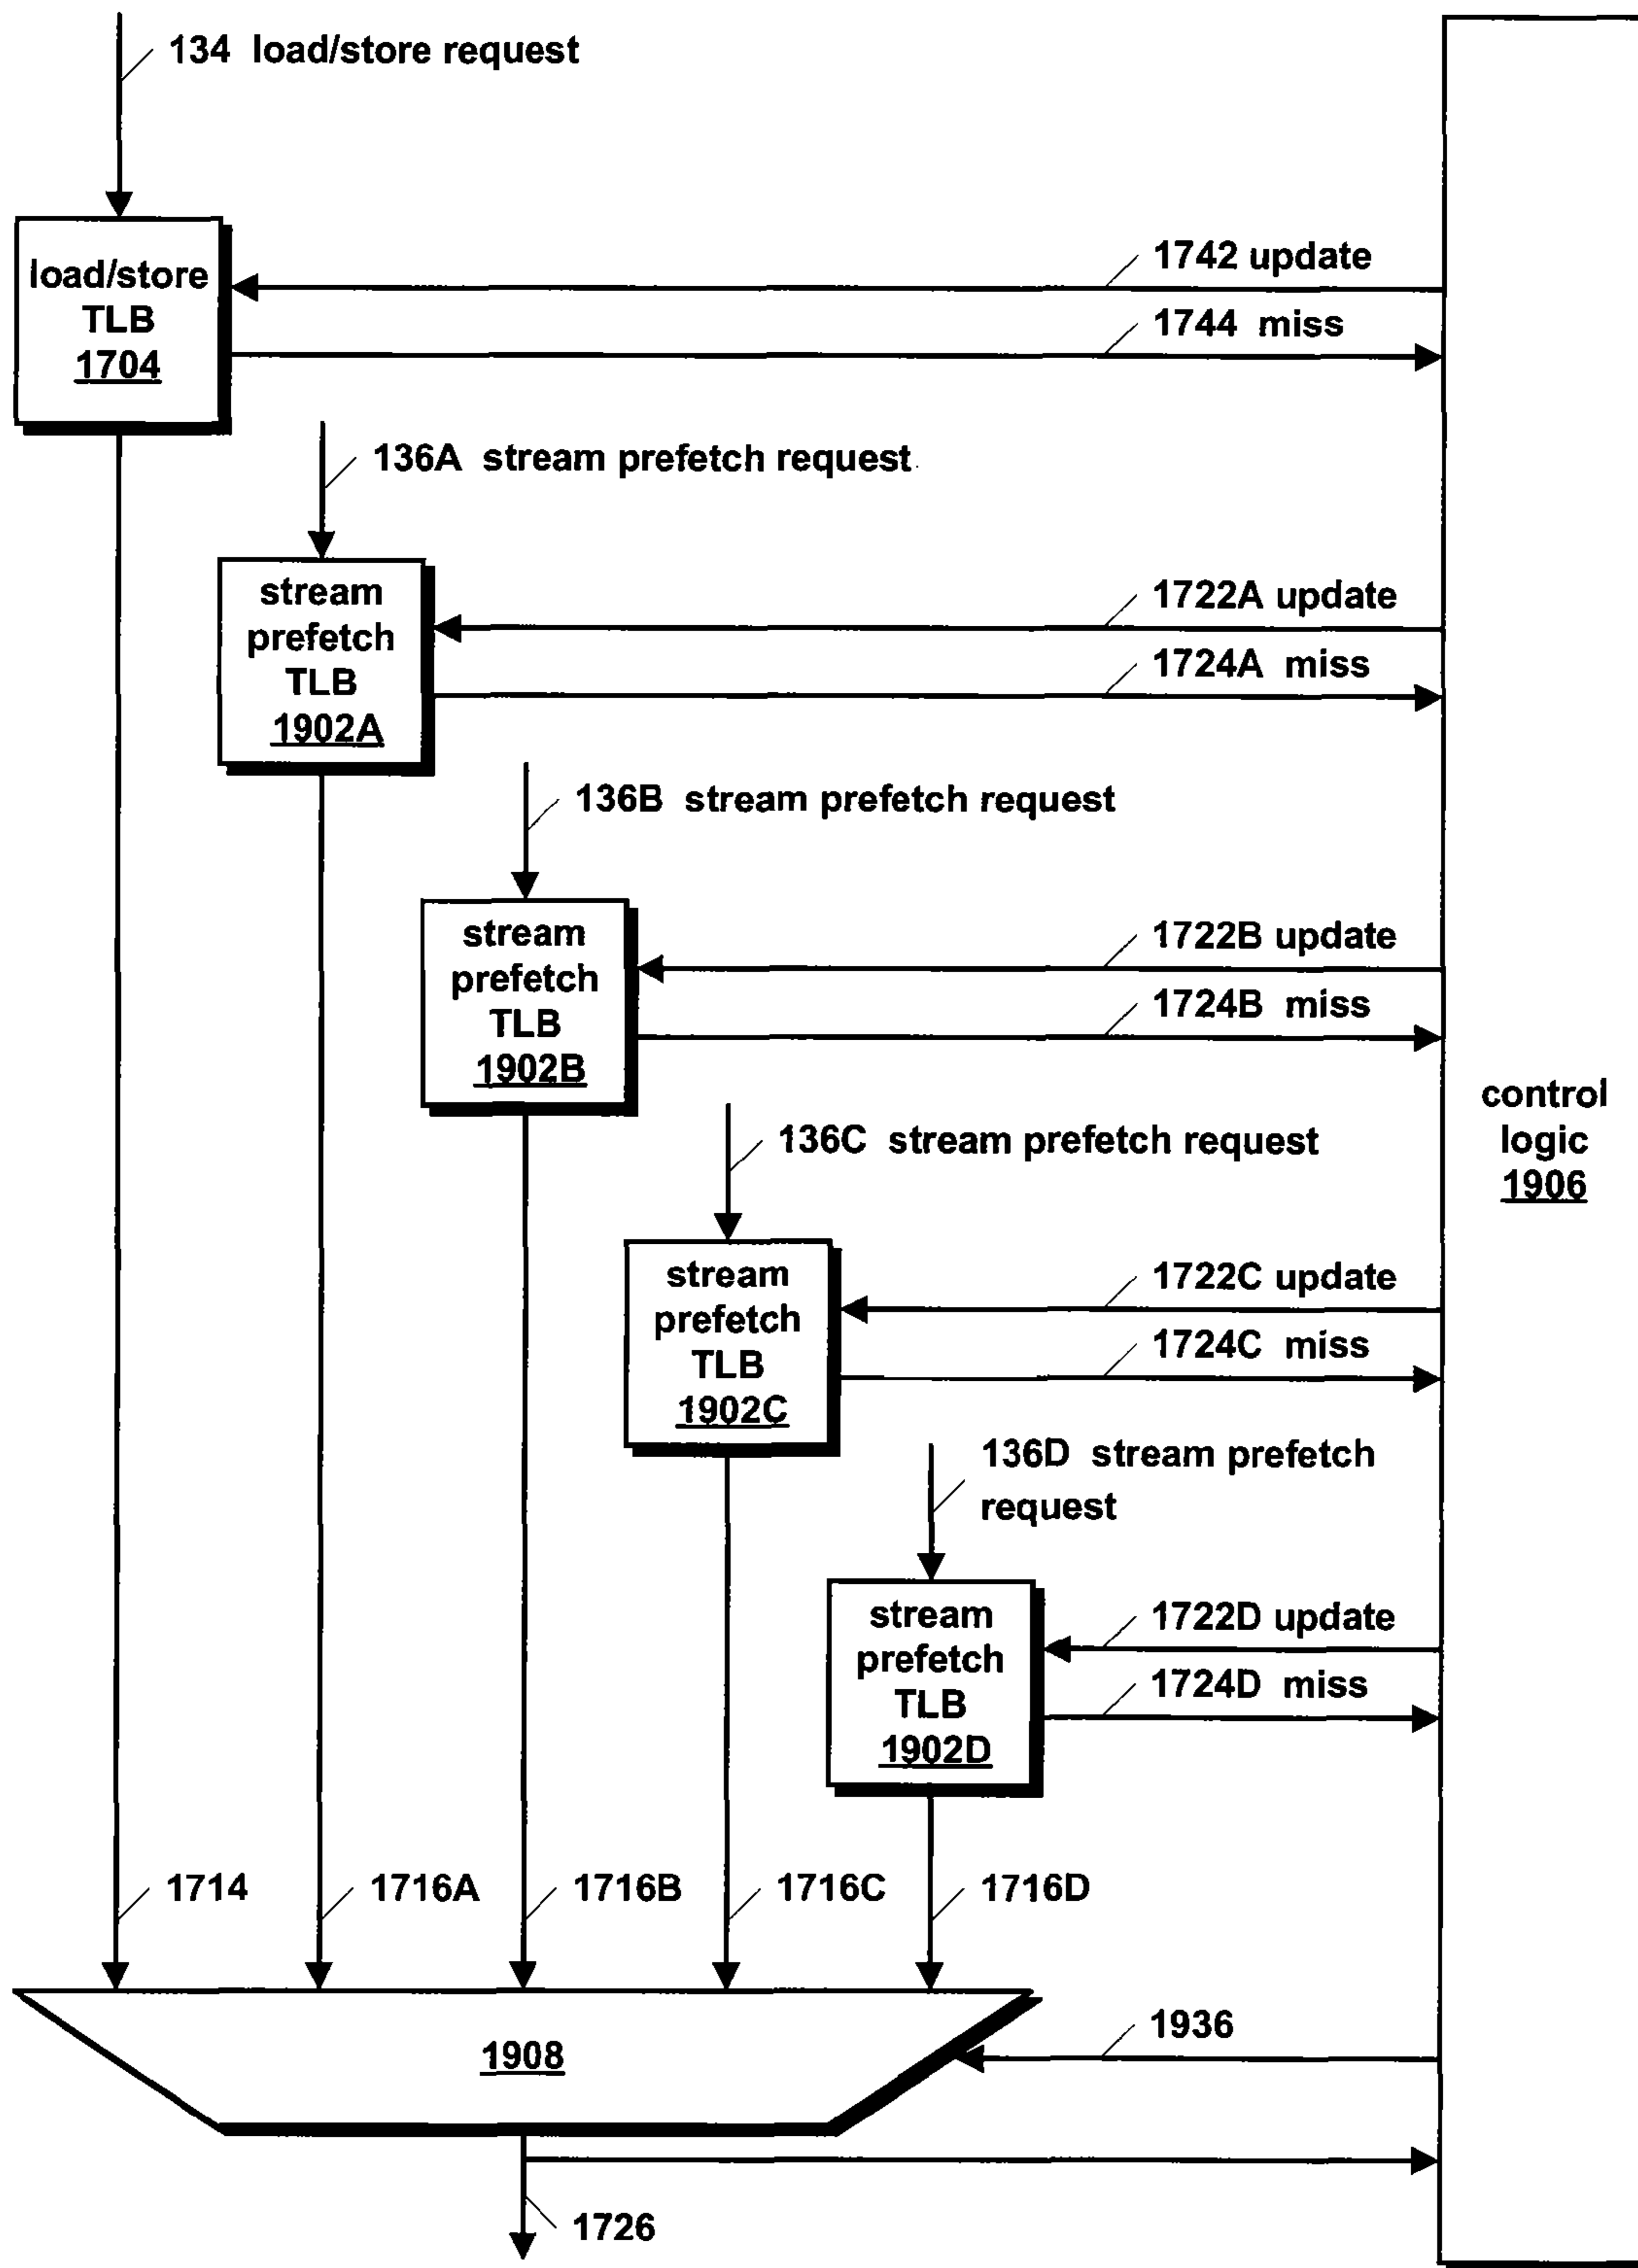 134 load/store request
load/store
TLB
1704
1742 update
1744 miss
136A stream prefetch request
stream
prefetch
TLB
1902A
1722A update
1724A miss
136B stream prefetch request
stream
prefetch
TLB
1902B
1722B update
1724B miss
control
logic
1906
136C stream prefetch request
stream
prefetch
TLB
1902C
1722C update
1724C miss
136D stream prefetch
request
stream
prefetch
TLB
1902D
1722D update
1724D miss
1714
1716A
1716B
1716C
1716D
1908
1936
1726